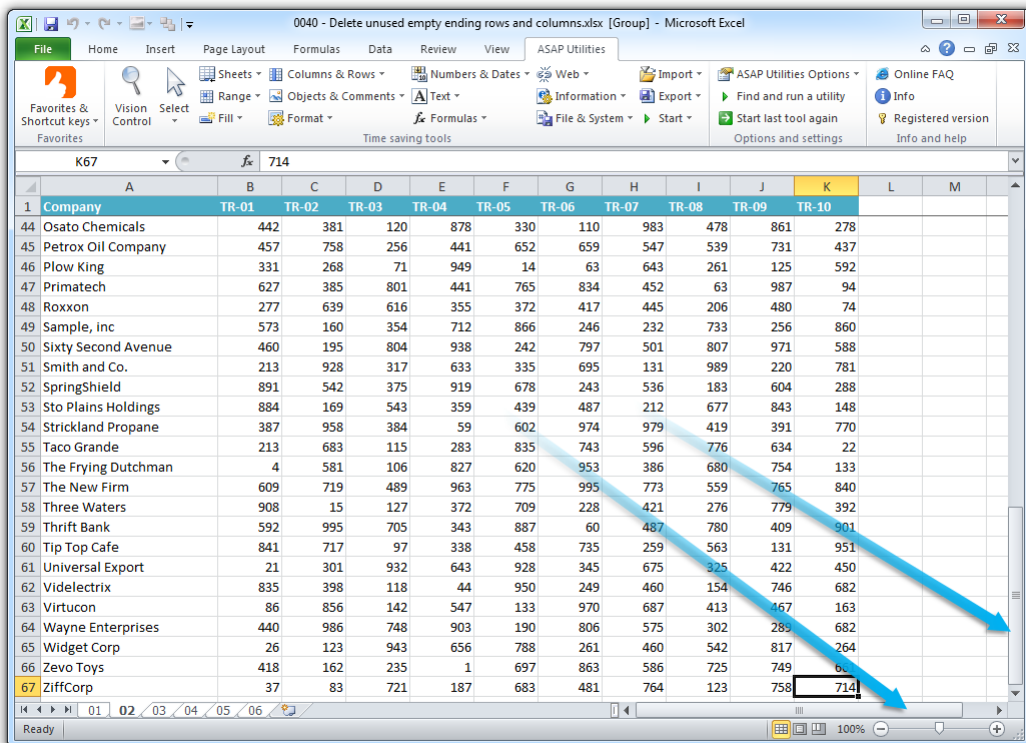 0040 - Delete unused empty ending rows and columns.xlsx [Group] - Microsoft Excel
File Home Insert Page Layout Formulas Data Review View ASAP Utilities
Favorites & Shortcut keys
Favorites
Vision Control
Select
Sheets Columns & Rows Numbers & Dates Web Import ASAP Utilities Options Online FAQ
Range Objects & Comments Text Information Export Find and run a utility Info
Fill Format Formulas File & System Start Start last tool again Registered version
Time saving tools Options and settings Info and help
K67 fx 714
A B C D E F G H I J K L M
1 Company TR-01 TR-02 TR-03 TR-04 TR-05 TR-06 TR-07 TR-08 TR-09 TR-10
44 Osato Chemicals 442 381 120 878 330 110 983 478 861 278
45 Petrox Oil Company 457 758 256 441 652 659 547 539 731 437
46 Plow King 331 268 71 949 14 63 643 261 125 592
47 Primatech 627 385 801 441 765 834 452 63 987 94
48 Roxxon 277 639 616 355 372 417 445 206 480 74
49 Sample, inc 573 160 354 712 866 246 232 733 256 860
50 Sixty Second Avenue 460 195 804 938 242 797 501 807 971 588
51 Smith and Co. 213 928 317 633 335 695 131 989 220 781
52 SpringShield 891 542 375 919 678 243 536 183 604 288
53 Sto Plains Holdings 884 169 543 359 439 487 212 677 843 148
54 Strickland Propane 387 958 384 59 602 974 979 419 391 770
55 Taco Grande 213 683 115 283 835 743 596 776 634 22
56 The Frying Dutchman 4 581 106 827 620 953 386 680 754 133
57 The New Firm 609 719 489 963 775 995 773 559 765 840
58 Three Waters 908 15 127 372 709 228 421 276 779 392
59 Thrift Bank 592 995 705 343 887 60 487 780 409 901
60 Tip Top Cafe 841 717 97 338 458 735 259 563 131 951
61 Universal Export 21 301 932 643 928 345 675 325 422 450
62 Videlectrix 835 398 118 44 950 249 460 154 746 682
63 Virtucon 86 856 142 547 133 970 687 413 467 163
64 Wayne Enterprises 440 986 748 903 190 806 575 302 289 682
65 Widget Corp 26 123 943 656 788 261 460 542 817 264
66 Zevo Toys 418 162 235 1 697 863 586 725 749
67 ZiffCorp 37 83 721 187 683 481 764 123 758 714
01 02 03 04 05 06
Ready 100%